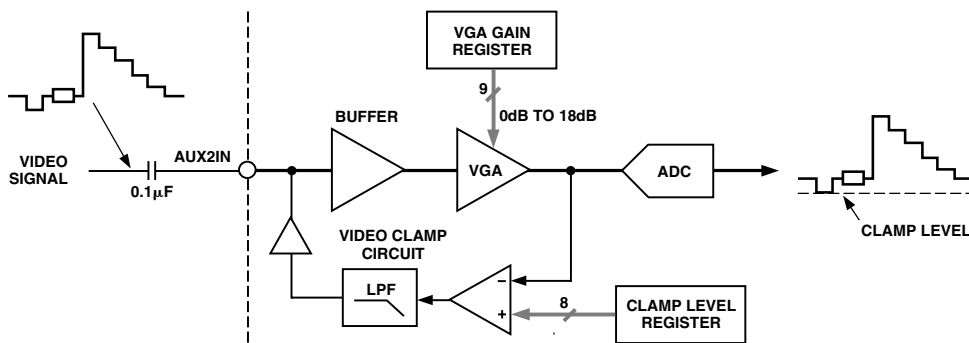 VGA GAIN
REGISTER
9
0dB TO 18dB
BUFFER
VIDEO
SIGNAL
0.1μF
AUX2IN
VGA
ADC
CLAMP LEVEL
VIDEO CLAMP
CIRCUIT
LPF
–
+
8
CLAMP LEVEL
REGISTER